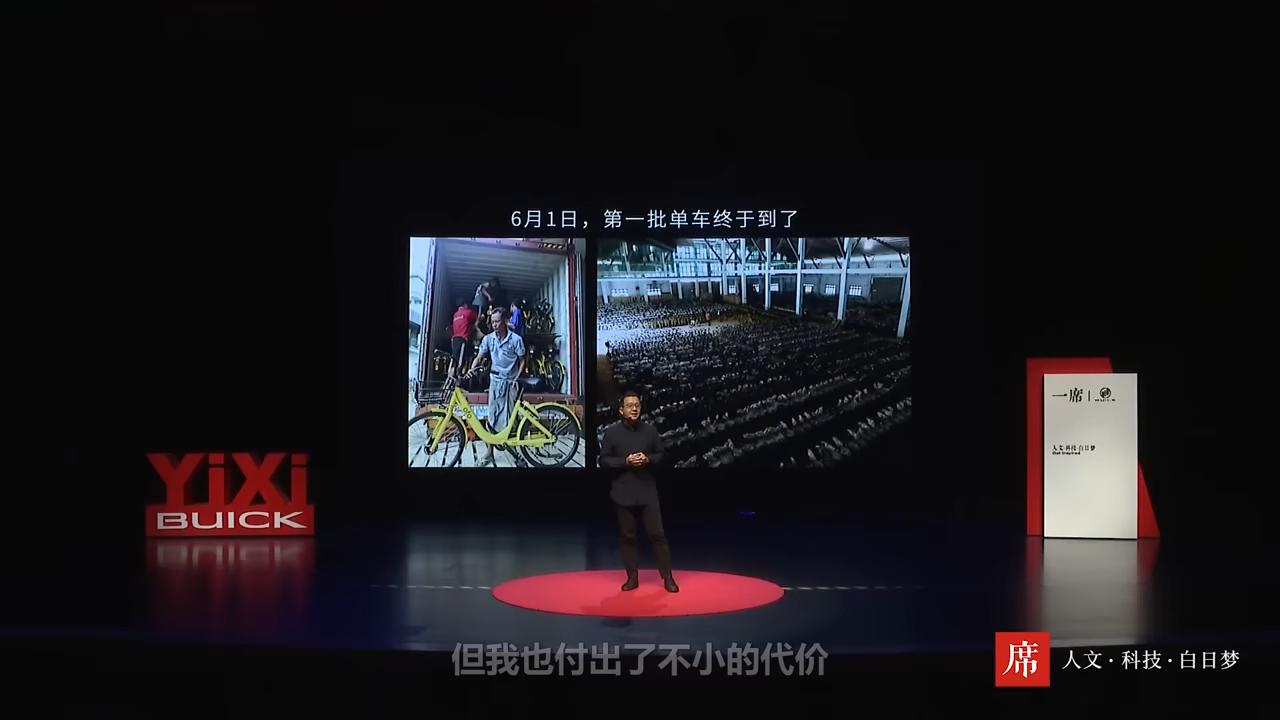 6月1日，第一批单车终于到了
一席
人文·科技·白日梦
Get Inspired
YiXi
BUICK
但我也付出了不小的代价
席 人文·科技·白日梦